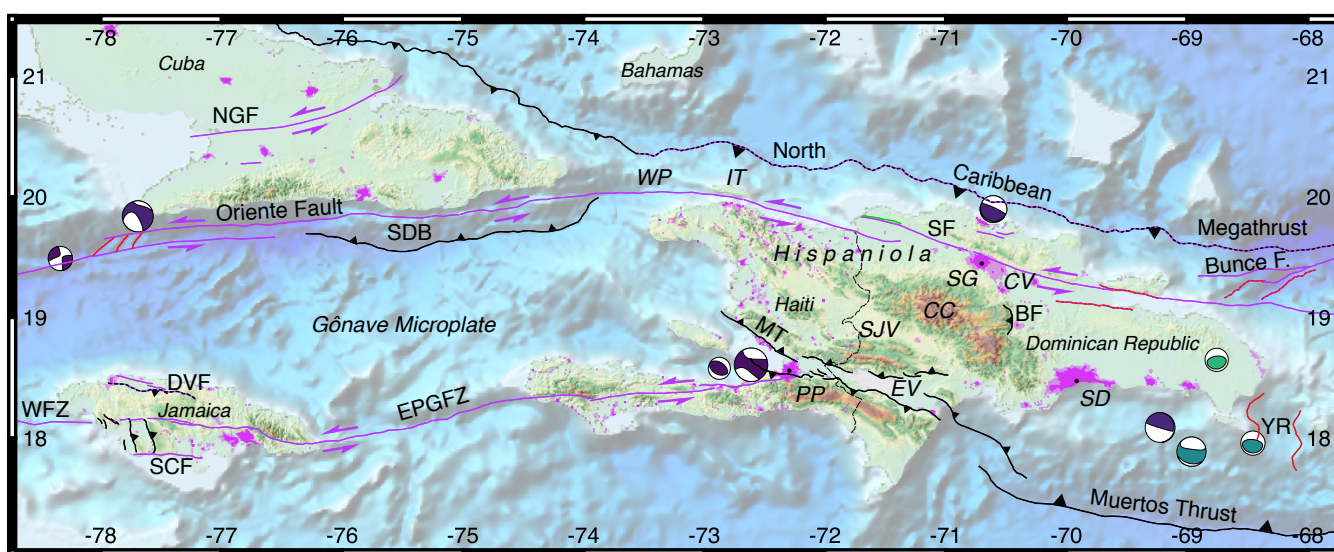 -78 -77 -76 -75 -74 -73 -72 -71 -70 -69 -68
Cuba
Bahamas
21 21
NGF
North
WP IT
Caribbean
20 20
Oriente Fault
SDB
SF
Megathrust
Hispaniola
Bunce F.
SG CV
Haiti
CC
BF
19 19
Gônave Microplate
MT
SJV
Dominican Republic
DVF
EV
PP
SD
WFZ
Jamaica
EPGFZ
YR
18 18
SCF
Muertos Thrust
-78 -77 -76 -75 -74 -73 -72 -71 -70 -69 -68